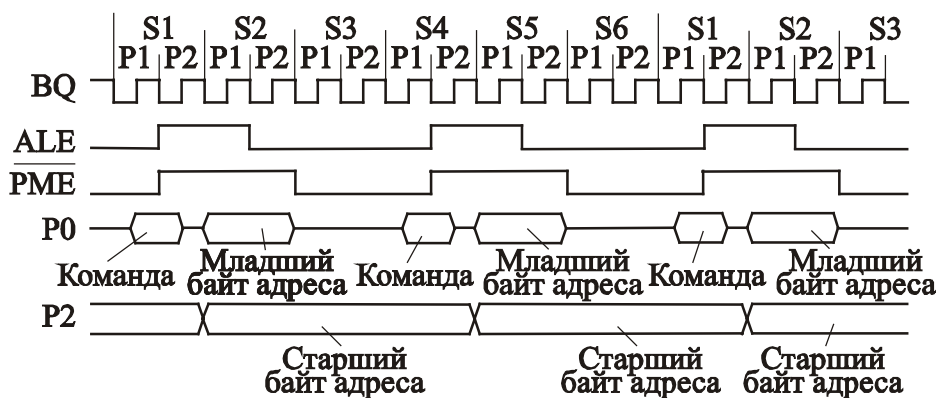 S1 S2 S3 S4 S5 S6 S1 S2 S3
P1 P2 P1 P2 P1 P2 P1 P2 P1 P2 P1 P2 P1 P2 P1 P2 P1
BQ
ALE
PME
P0
Команда Младший Команда Младший Команда Младший
байт адреса байт адреса байт адреса
P2
Старший Старший Старший
байт адреса байт адреса байт адреса